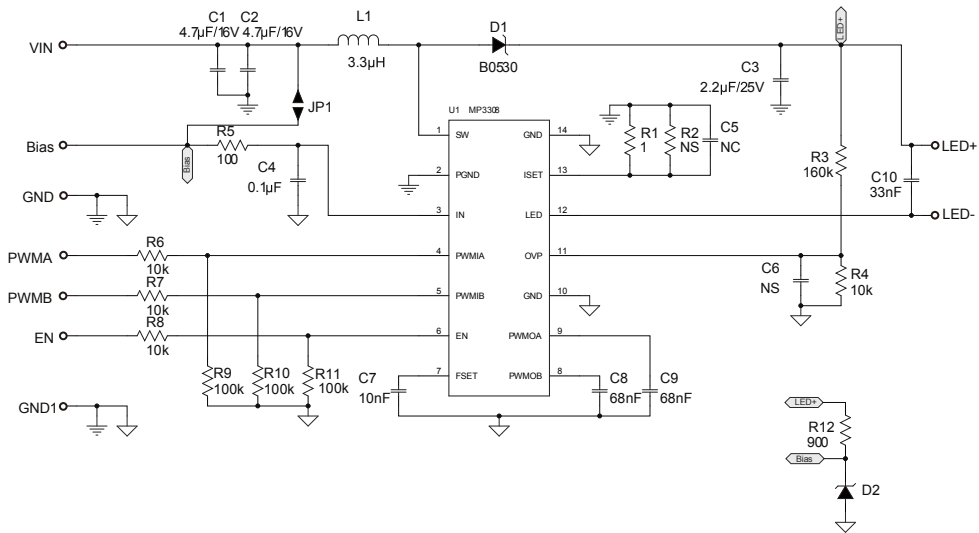 C1 C2
4.7µF/16V 4.7µF/16V
L1
3.3µH
D1
B0530
LED+
VIN
C3
2.2µF/25V
JP1
U1 MP3308
Bias
R5
100
Bias
C4
0.1µF
1 SW
GND 14
R1
1
R2
NS
C5
NC
R3
160k
C10
33nF
LED+
LED-
2 PGND
ISET 13
GND
3 IN
LED 12
PWMA
R6
10k
4 PWMIA
OVP 11
C6
NS
R4
10k
PWMB
R7
10k
5 PWMIB
GND 10
EN
R8
10k
6 EN
PWMOA 9
R9
100k
R10
100k
R11
100k
C7
10nF
7 FSET
PWMOB 8
C8
68nF
C9
68nF
GND1
LED+
R12
900
Bias
D2